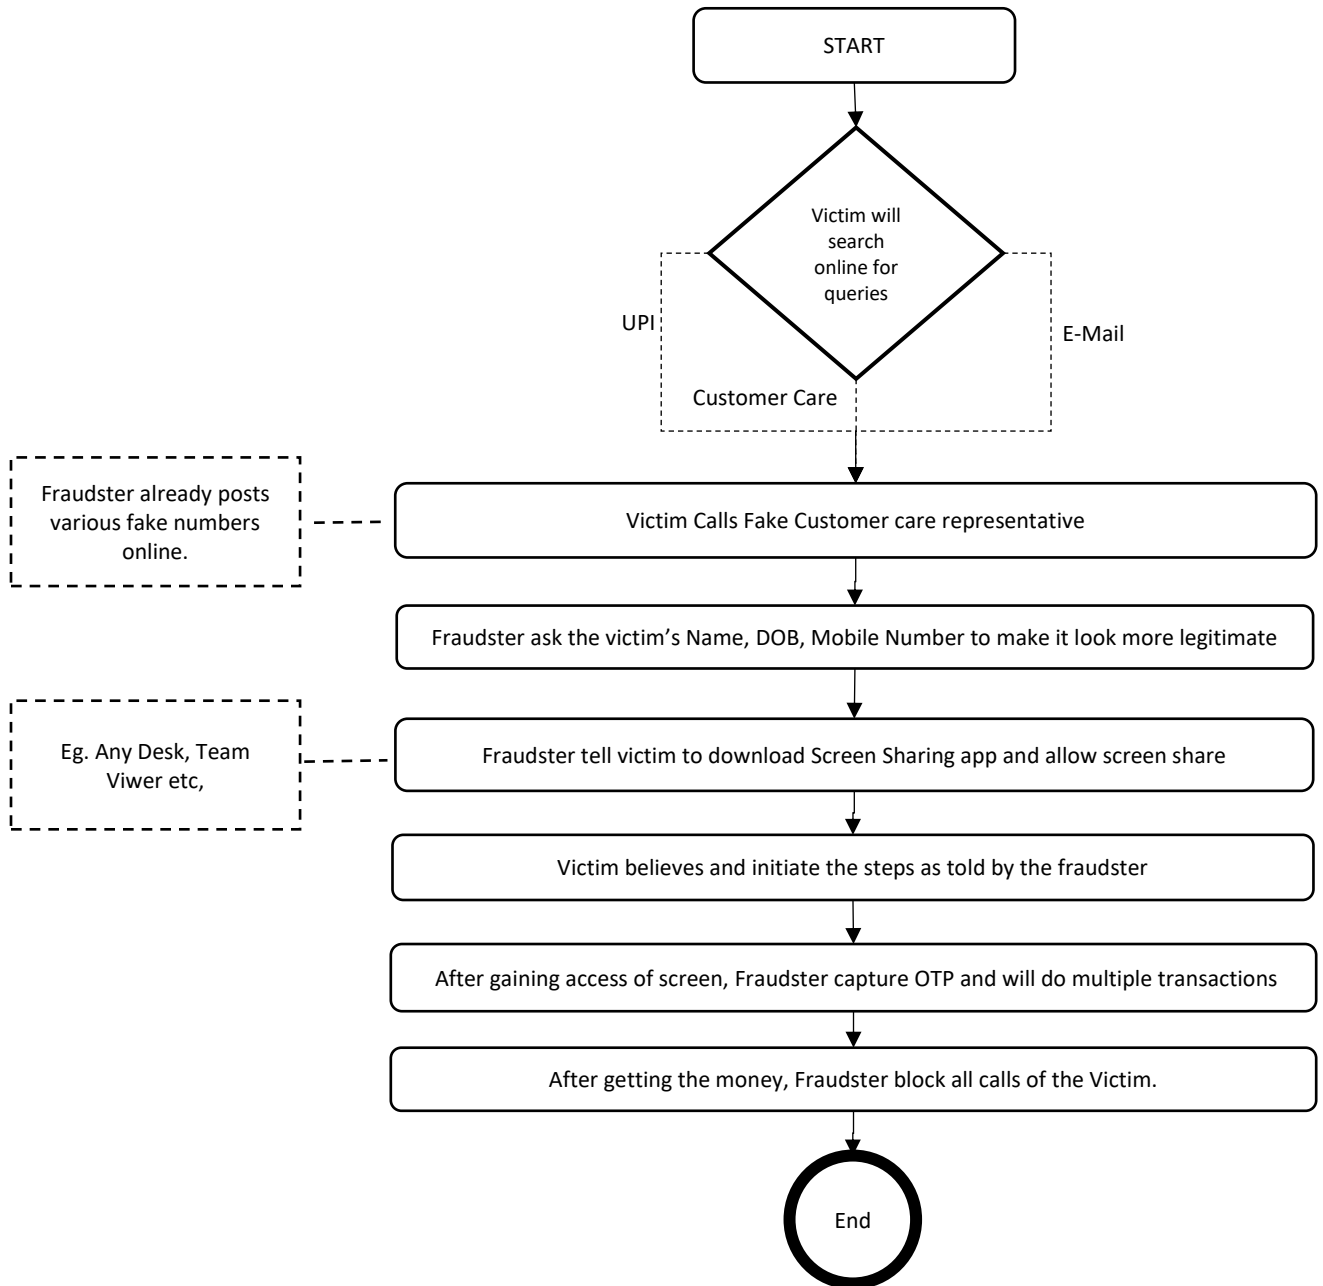 START
Victim will
search
online for
queries
UPI
E-Mail
Customer Care
Fraudster already posts
various fake numbers
online.
Victim Calls Fake Customer care representative
Fraudster ask the victim’s Name, DOB, Mobile Number to make it look more legitimate
Eg. Any Desk, Team
Viwer etc,
Fraudster tell victim to download Screen Sharing app and allow screen share
Victim believes and initiate the steps as told by the fraudster
After gaining access of screen, Fraudster capture OTP and will do multiple transactions
After getting the money, Fraudster block all calls of the Victim.
End